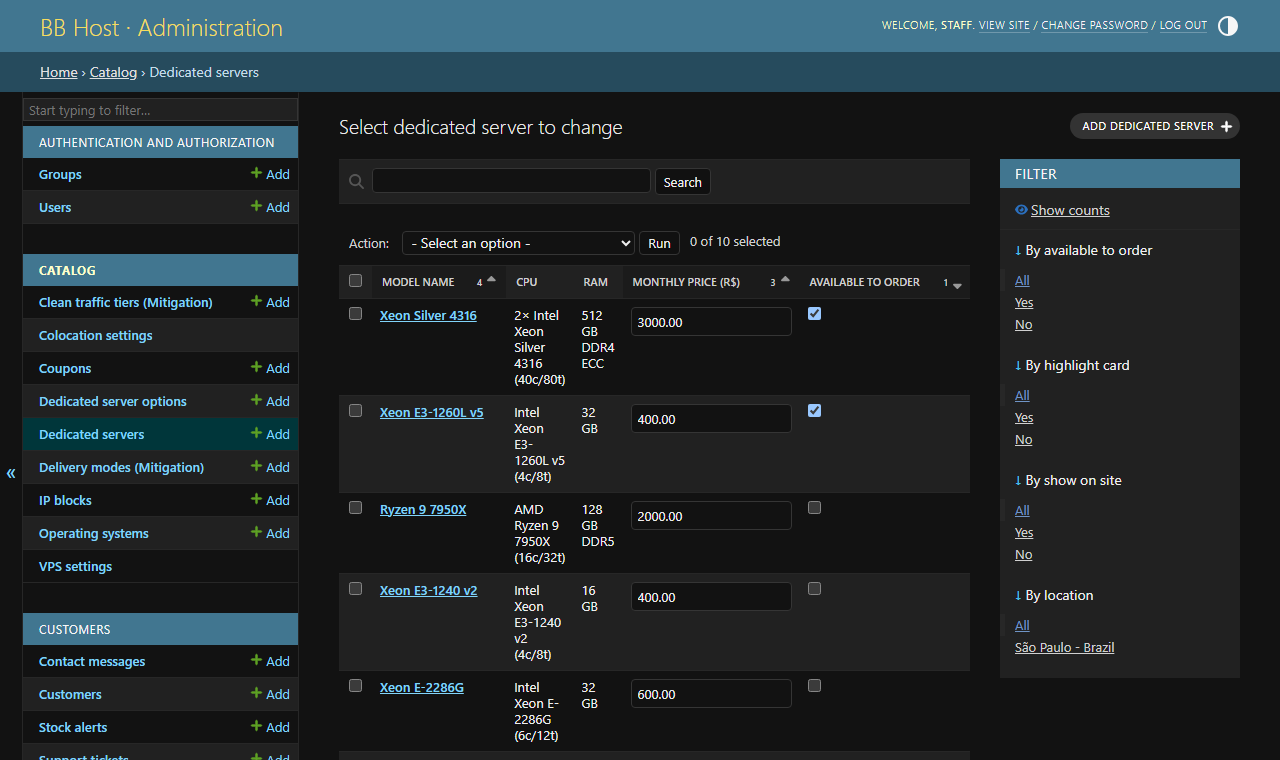 BB Host · Administration
WELCOME, STAFF. VIEW SITE / CHANGE PASSWORD / LOG OUT
Home › Catalog › Dedicated servers
Start typing to filter...
AUTHENTICATION AND AUTHORIZATION
Groups + Add
Users + Add
CATALOG
Clean traffic tiers (Mitigation) + Add
Colocation settings
Coupons + Add
Dedicated server options + Add
Dedicated servers + Add
Delivery modes (Mitigation) + Add
IP blocks + Add
Operating systems + Add
VPS settings
CUSTOMERS
Contact messages + Add
Customers + Add
Stock alerts + Add
Support tickets + Add
«
Select dedicated server to change
ADD DEDICATED SERVER +
Search
Action: - Select an option - Run 0 of 10 selected
MODEL NAME 4 CPU RAM MONTHLY PRICE (R$) 3 AVAILABLE TO ORDER 1
Xeon Silver 4316
2× Intel
Xeon
Silver
4316
(40c/80t)
512
GB
DDR4
ECC
3000.00
Xeon E3-1260L v5
Intel
Xeon
E3-
1260L v5
(4c/8t)
32
GB
400.00
Ryzen 9 7950X
AMD
Ryzen 9
7950X
(16c/32t)
128
GB
DDR5
2000.00
Xeon E3-1240 v2
Intel
Xeon
E3-1240
v2
(4c/8t)
16
GB
400.00
Xeon E-2286G
Intel
Xeon E-
2286G
(6c/12t)
32
GB
600.00
FILTER
Show counts
↓ By available to order
All
Yes
No
↓ By highlight card
All
Yes
No
↓ By show on site
All
Yes
No
↓ By location
All
São Paulo - Brazil